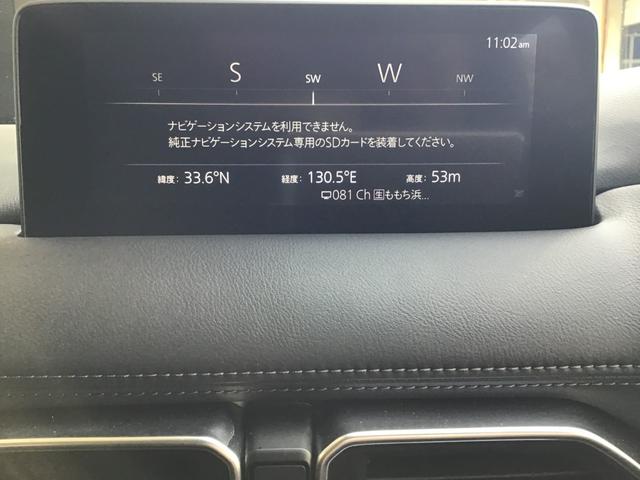 11:02am
SE S SW W NW
ナビゲーションシステムを利用できません。
純正ナビゲーションシステム専用のSDカードを装着してください。
緯度: 33.6°N 経度: 130.5°E 高度: 53m
081 Ch 生ももち浜...